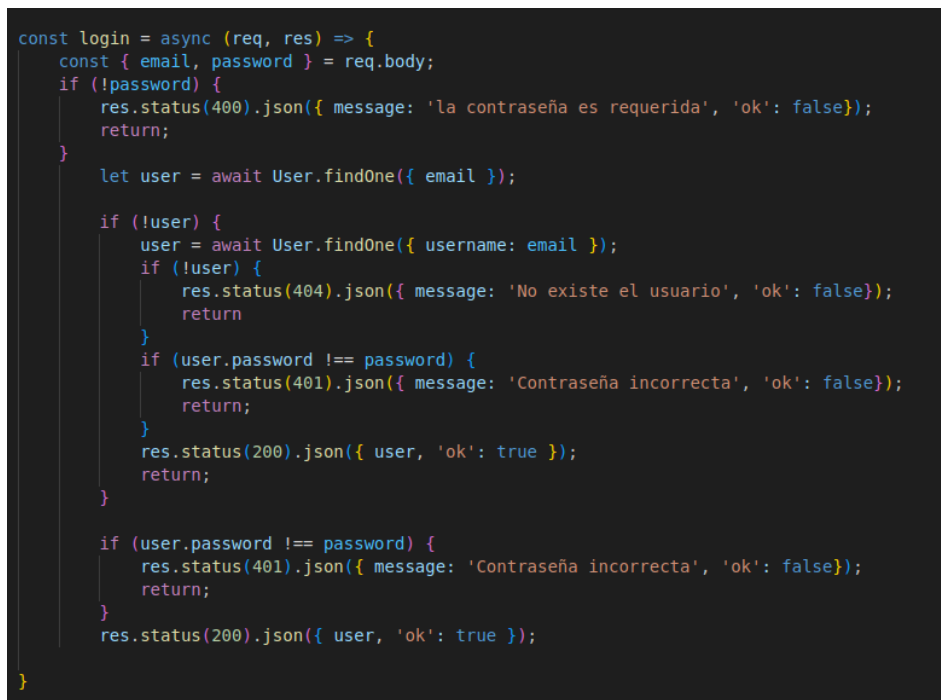 const login = async (req, res) => {
    const { email, password } = req.body;
    if (!password) {
        res.status(400).json({ message: 'la contraseña es requerida', 'ok': false});
        return;
    }
        let user = await User.findOne({ email });

        if (!user) {
            user = await User.findOne({ username: email });
            if (!user) {
                res.status(404).json({ message: 'No existe el usuario', 'ok': false});
                return
            }
            if (user.password !== password) {
                res.status(401).json({ message: 'Contraseña incorrecta', 'ok': false});
                return;
            }
            res.status(200).json({ user, 'ok': true });
            return;
        }

        if (user.password !== password) {
            res.status(401).json({ message: 'Contraseña incorrecta', 'ok': false});
            return;
        }
        res.status(200).json({ user, 'ok': true });

}